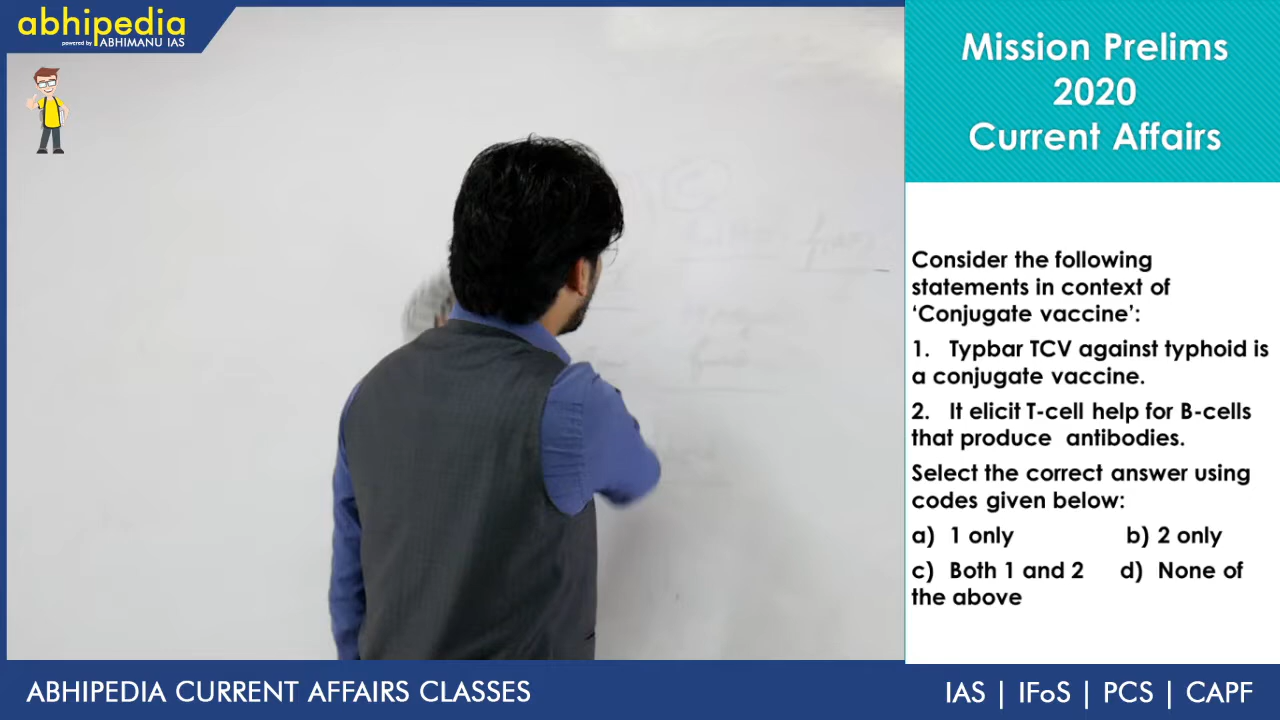 abhipedia
powered by ABHIMANU IAS
Mission Prelims
2020
Current Affairs
Consider the following
statements in context of
‘Conjugate vaccine’:
1. Typbar TCV against typhoid is
a conjugate vaccine.
2. It elicit T-cell help for B-cells
that produce antibodies.
Select the correct answer using
codes given below:
a) 1 only b) 2 only
c) Both 1 and 2 d) None of
the above
ABHIPEDIA CURRENT AFFAIRS CLASSES
IAS | IFoS | PCS | CAPF